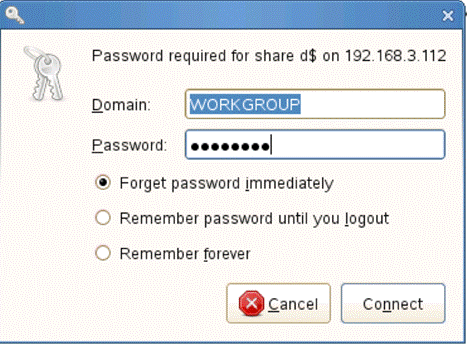 Password required for share d$ on 192.168.3.112
Domain: WORKGROUP
Password: ●●●●●●●●
Forget password immediately
Remember password until you logout
Remember forever
Cancel Connect